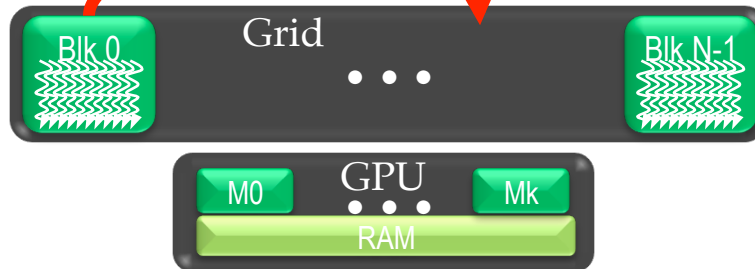 Grid
Blk 0
• • •
Blk N-1
GPU
M0
• • •
Mk
RAM